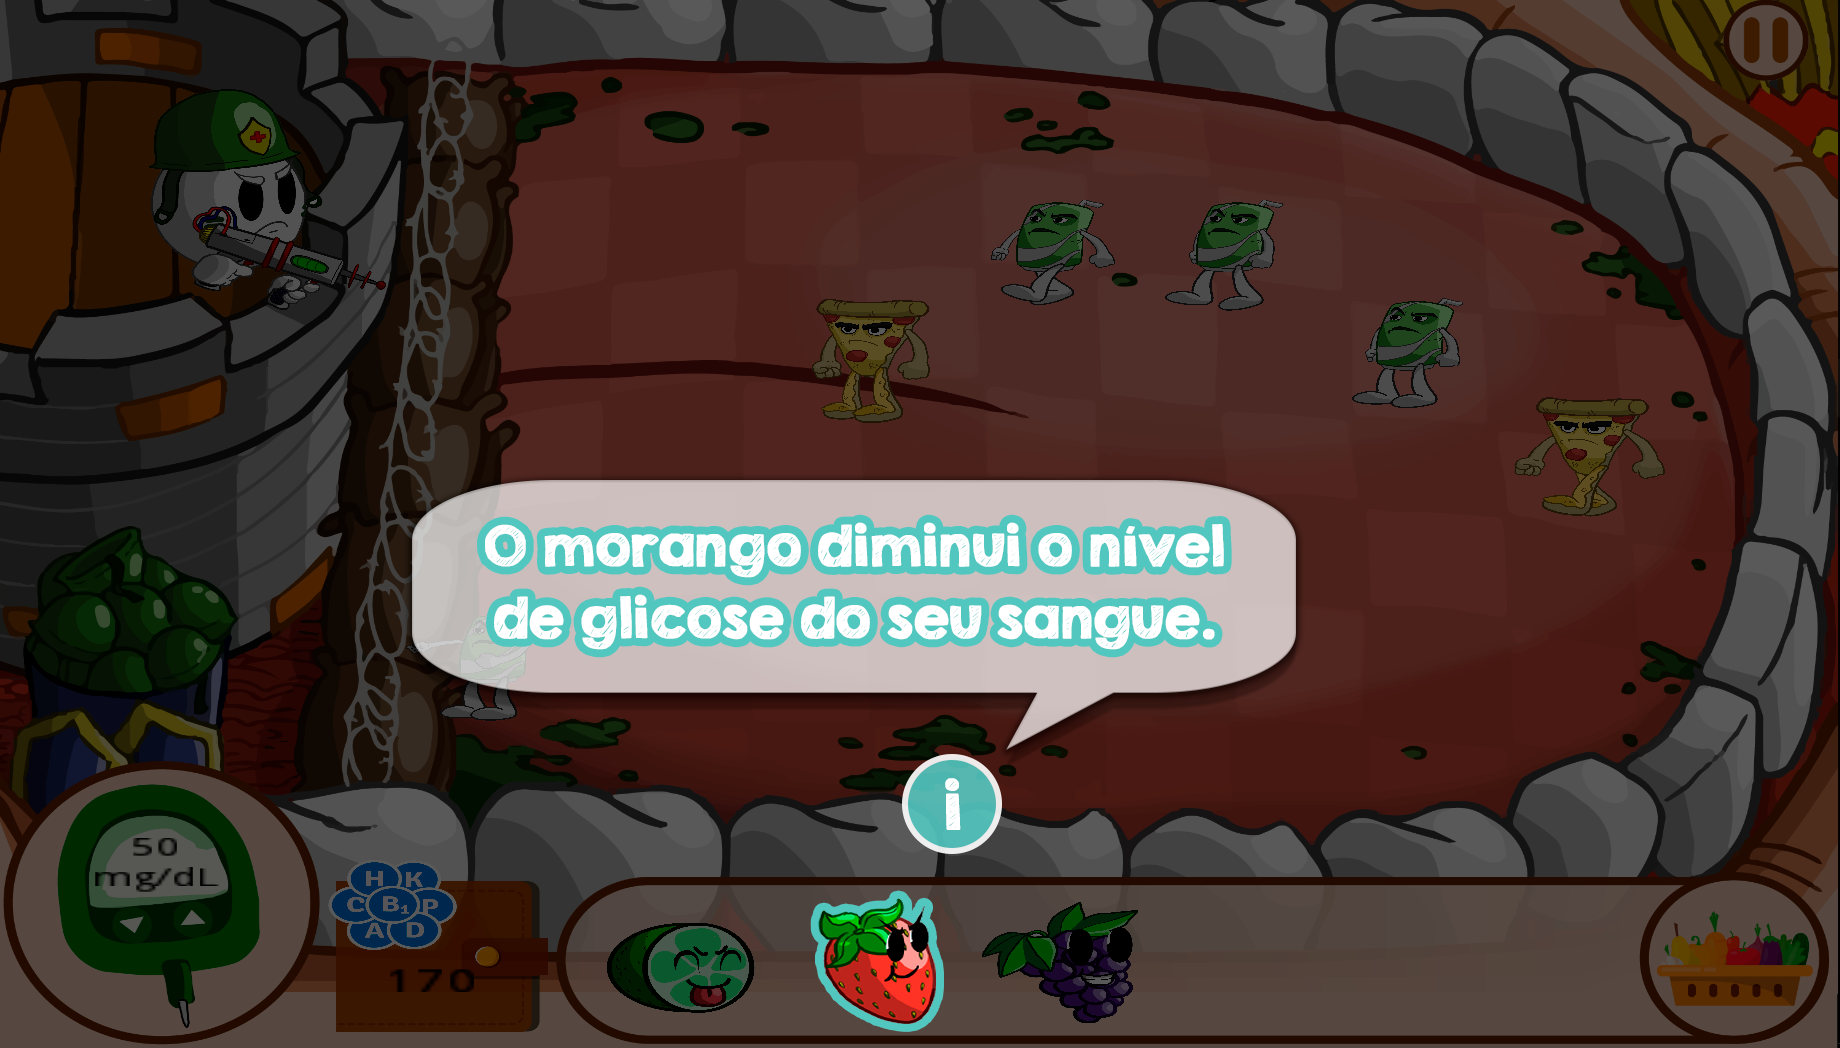 O morango diminui o nível
de glicose do seu sangue.
i
50
mg/dL
H K
C B₁ P
A D
170